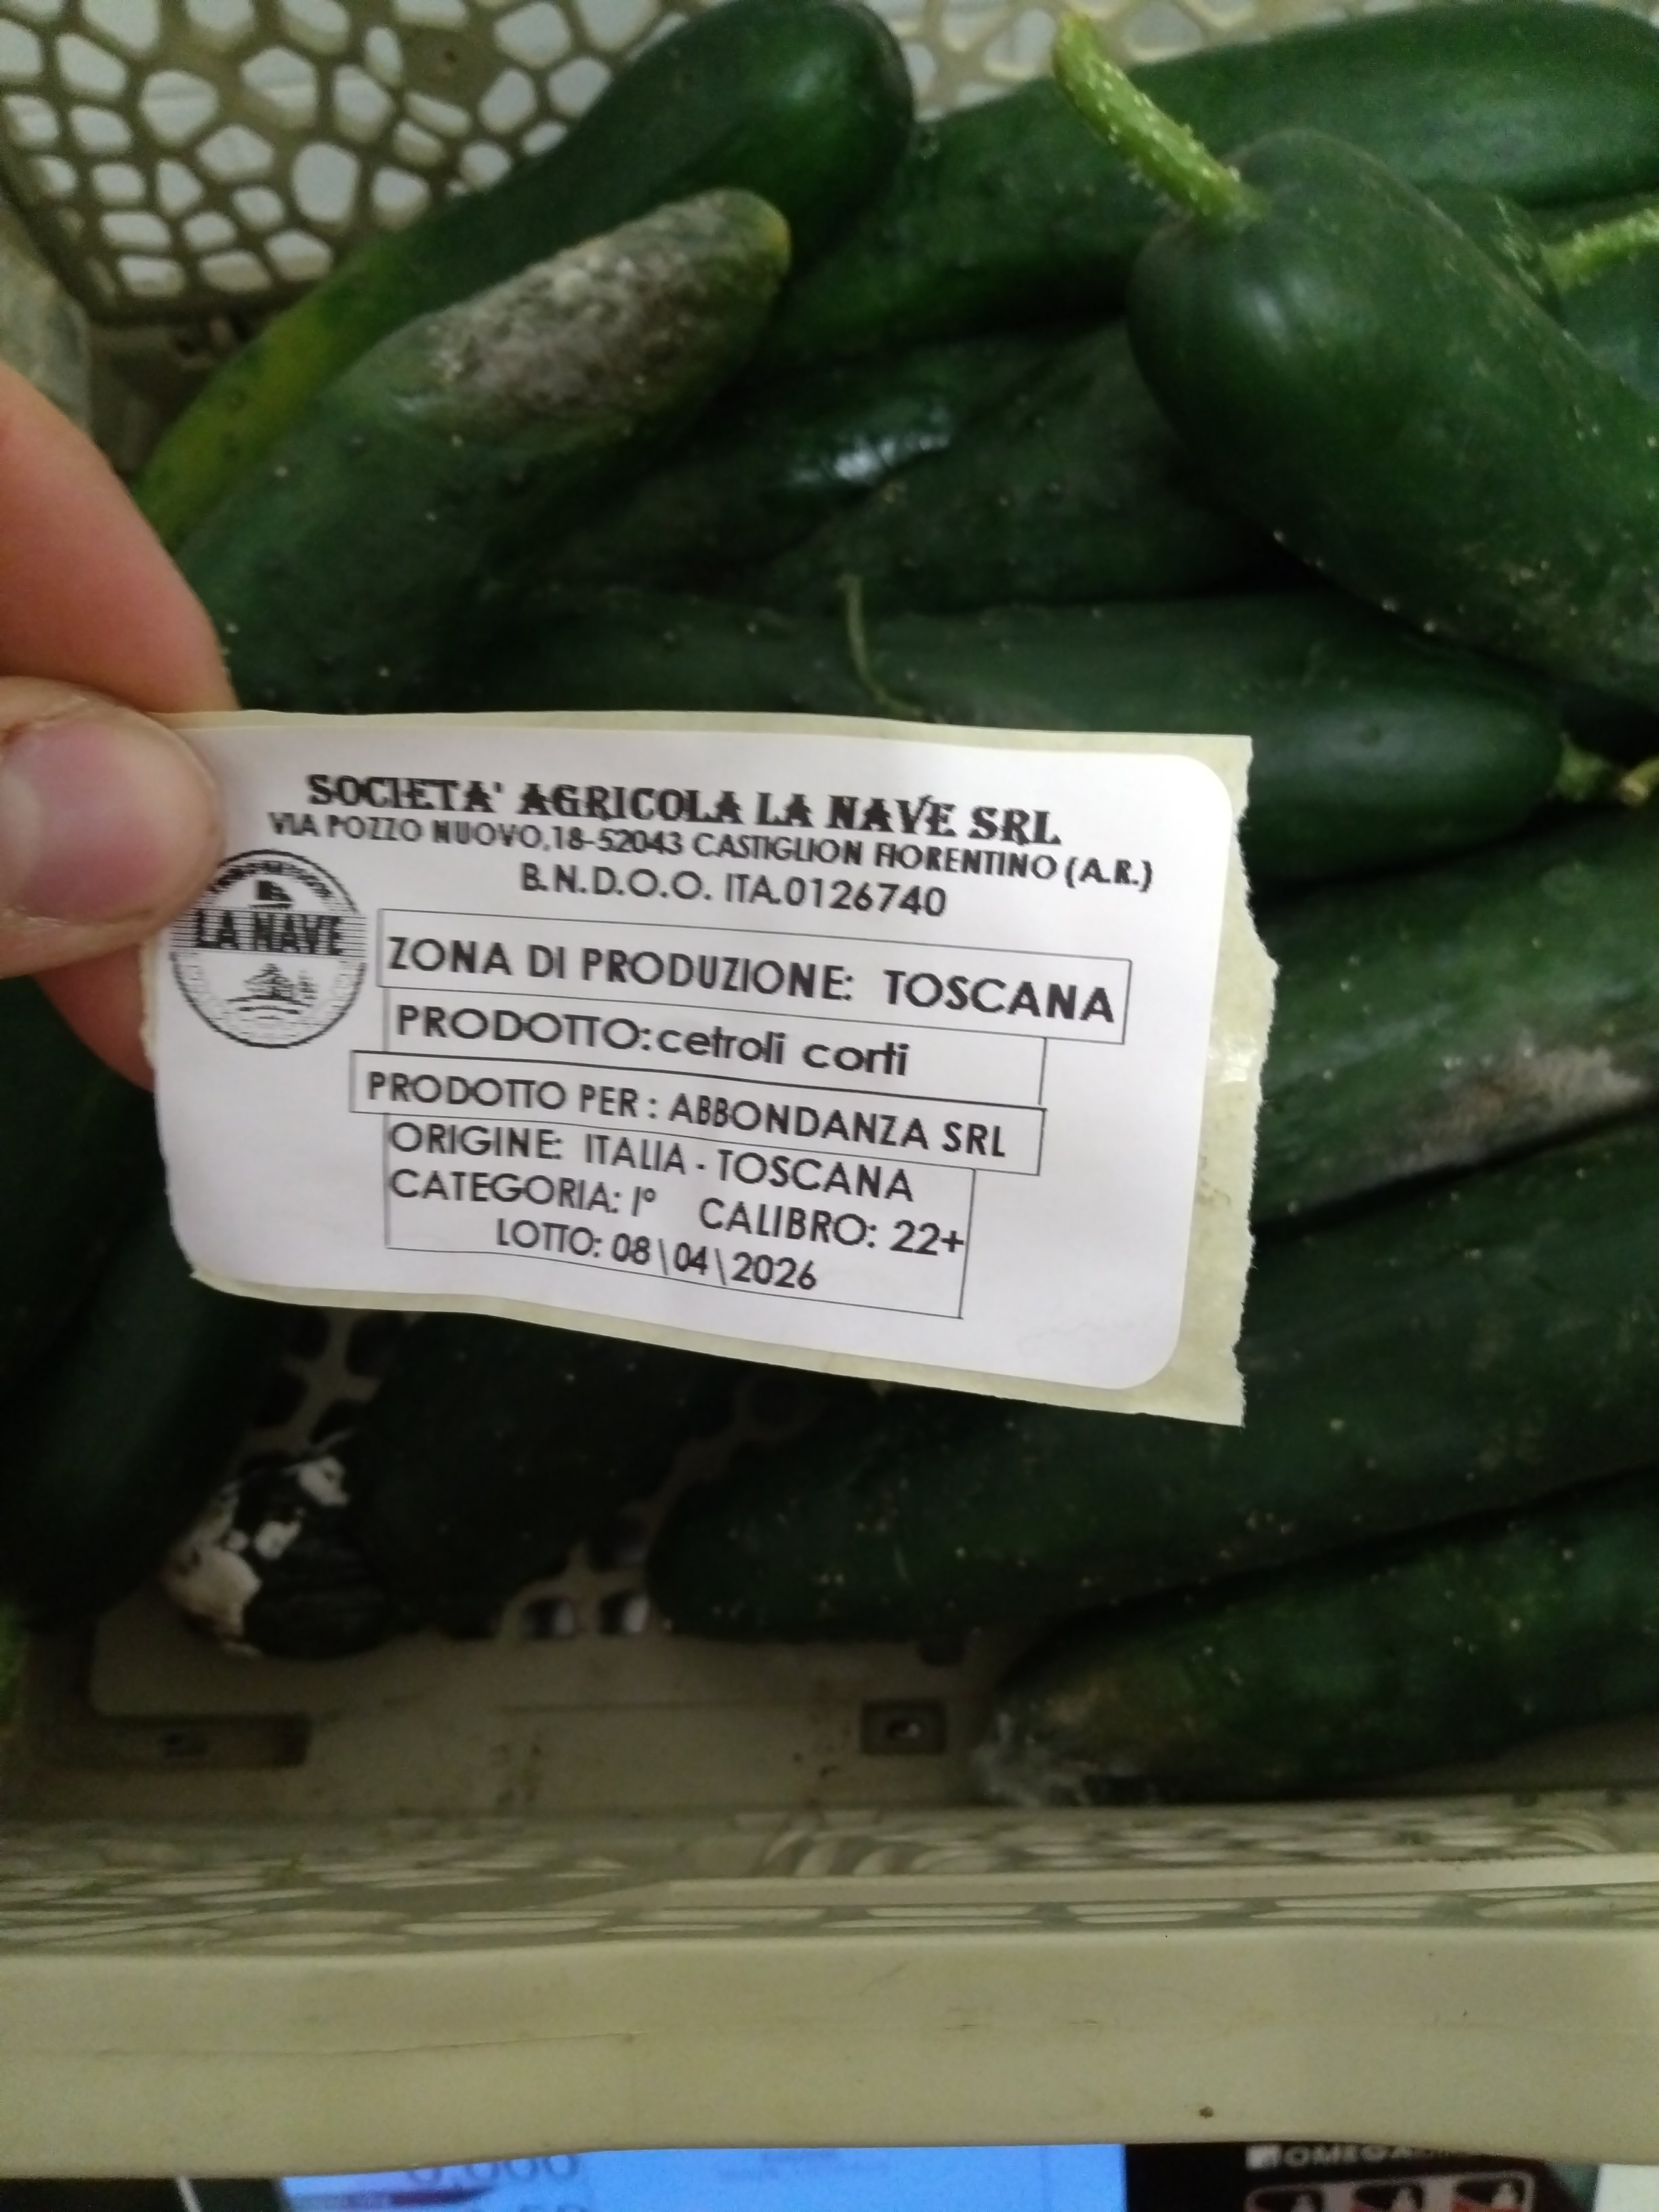 SOCIETA' AGRICOLA LA NAVE SRL
VIA POZZO NUOVO,18-52043 CASTIGLION FIORENTINO (A.R.)
B.N.D.O.O. ITA.0126740
LA NAVE
ZONA DI PRODUZIONE: TOSCANA
PRODOTTO:cetroli corti
PRODOTTO PER : ABBONDANZA SRL
ORIGINE: ITALIA - TOSCANA
CATEGORIA: I° CALIBRO: 22+
LOTTO: 08\04\2026
OMEGA